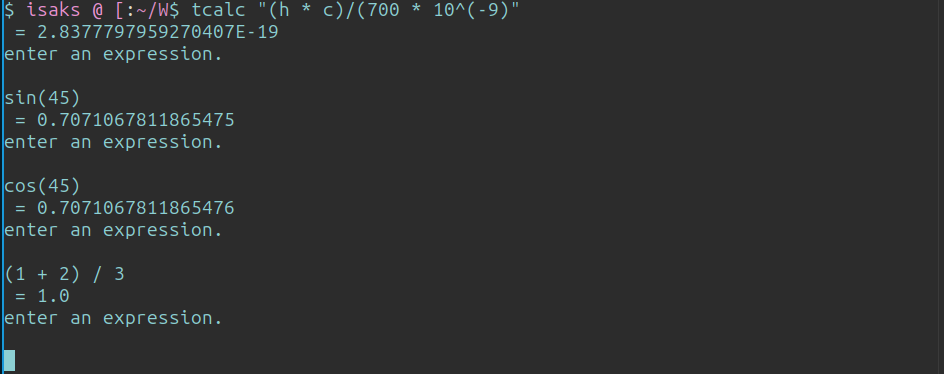 $ isaks @ [:~/W$ tcalc "(h * c)/(700 * 10^(-9)"
= 2.8377797959270407E-19
enter an expression.
sin(45)
= 0.7071067811865475
enter an expression.
cos(45)
= 0.7071067811865476
enter an expression.
(1 + 2) / 3
= 1.0
enter an expression.